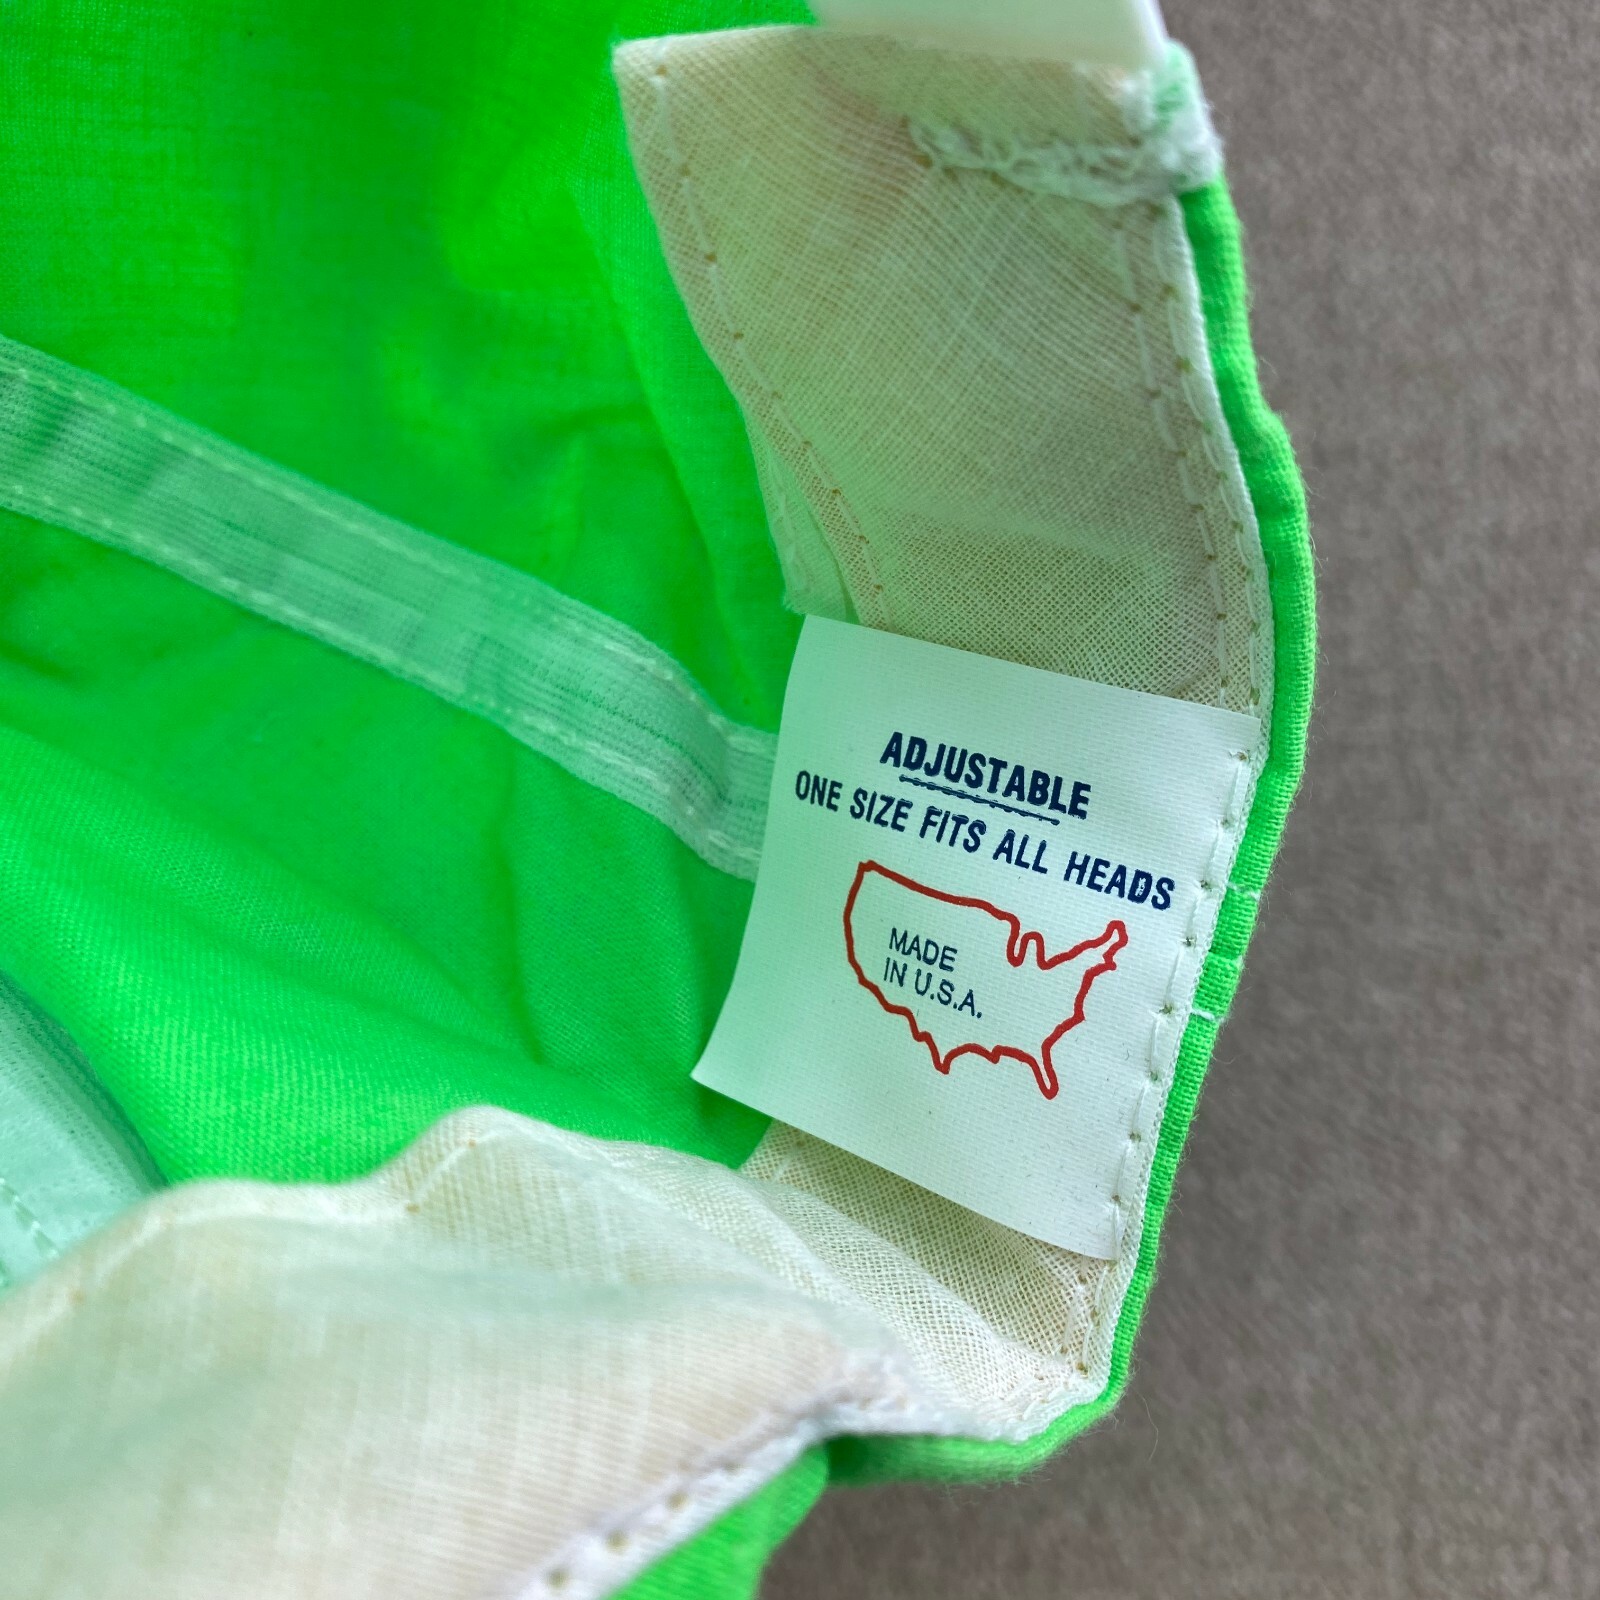 ADJUSTABLE
ONE SIZE FITS ALL HEADS
MADE
IN U.S.A.